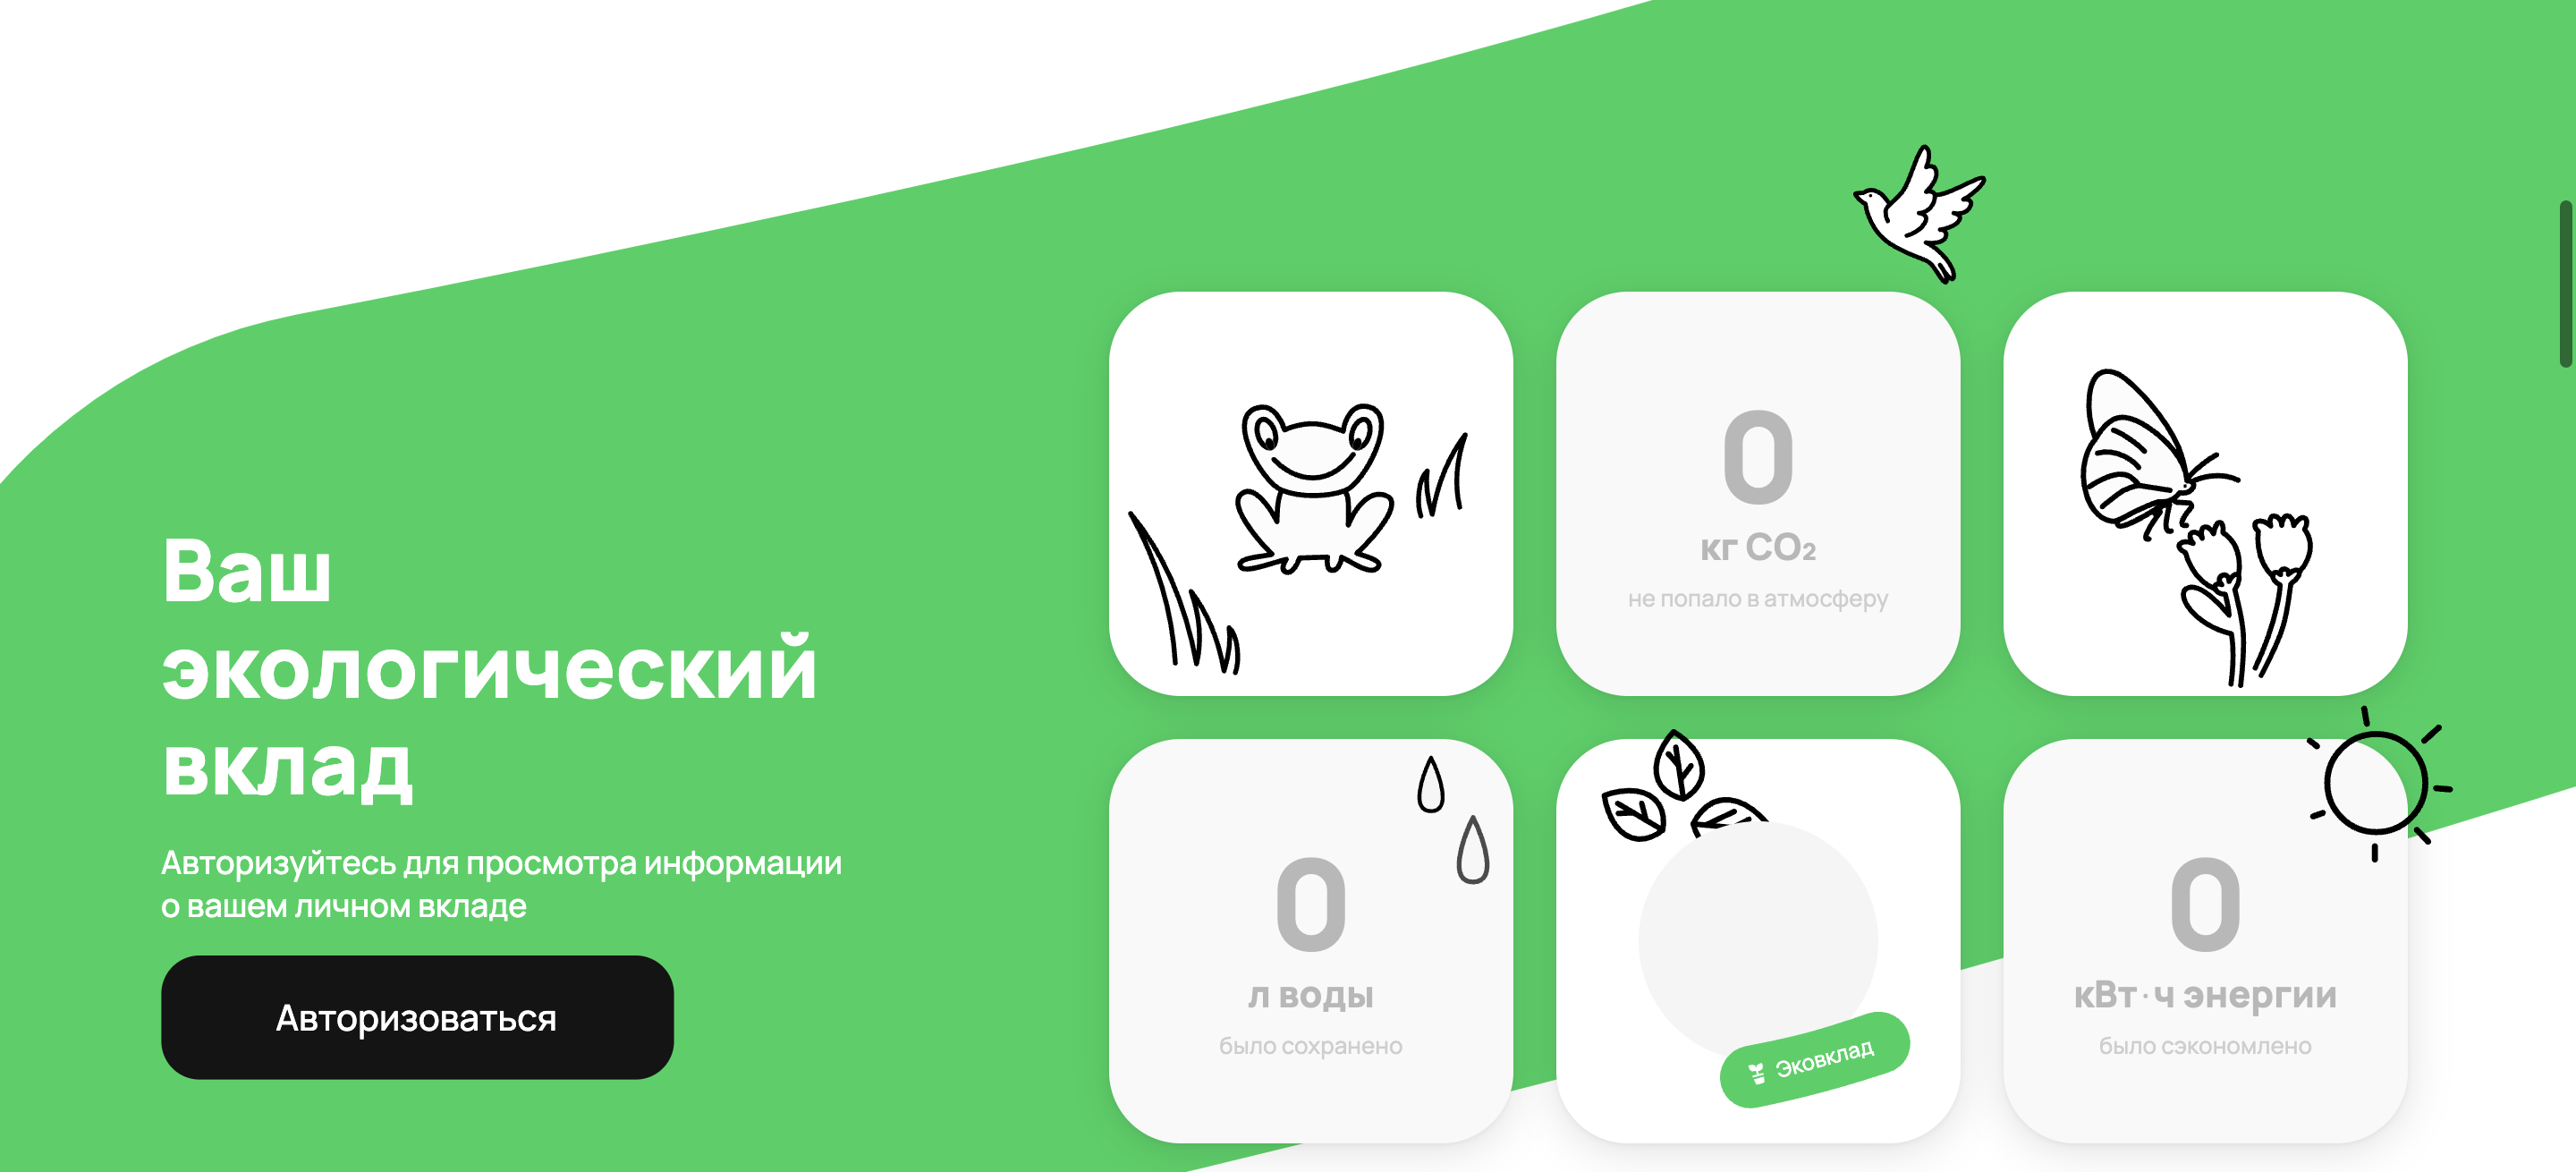 Ваш
экологический
вклад
Авторизуйтесь для просмотра информации
о вашем личном вкладе
Авторизоваться
0
кг CO₂
не попало в атмосферу
0
л воды
было сохранено
Эковклад
0
кВт·ч энергии
было сэкономлено